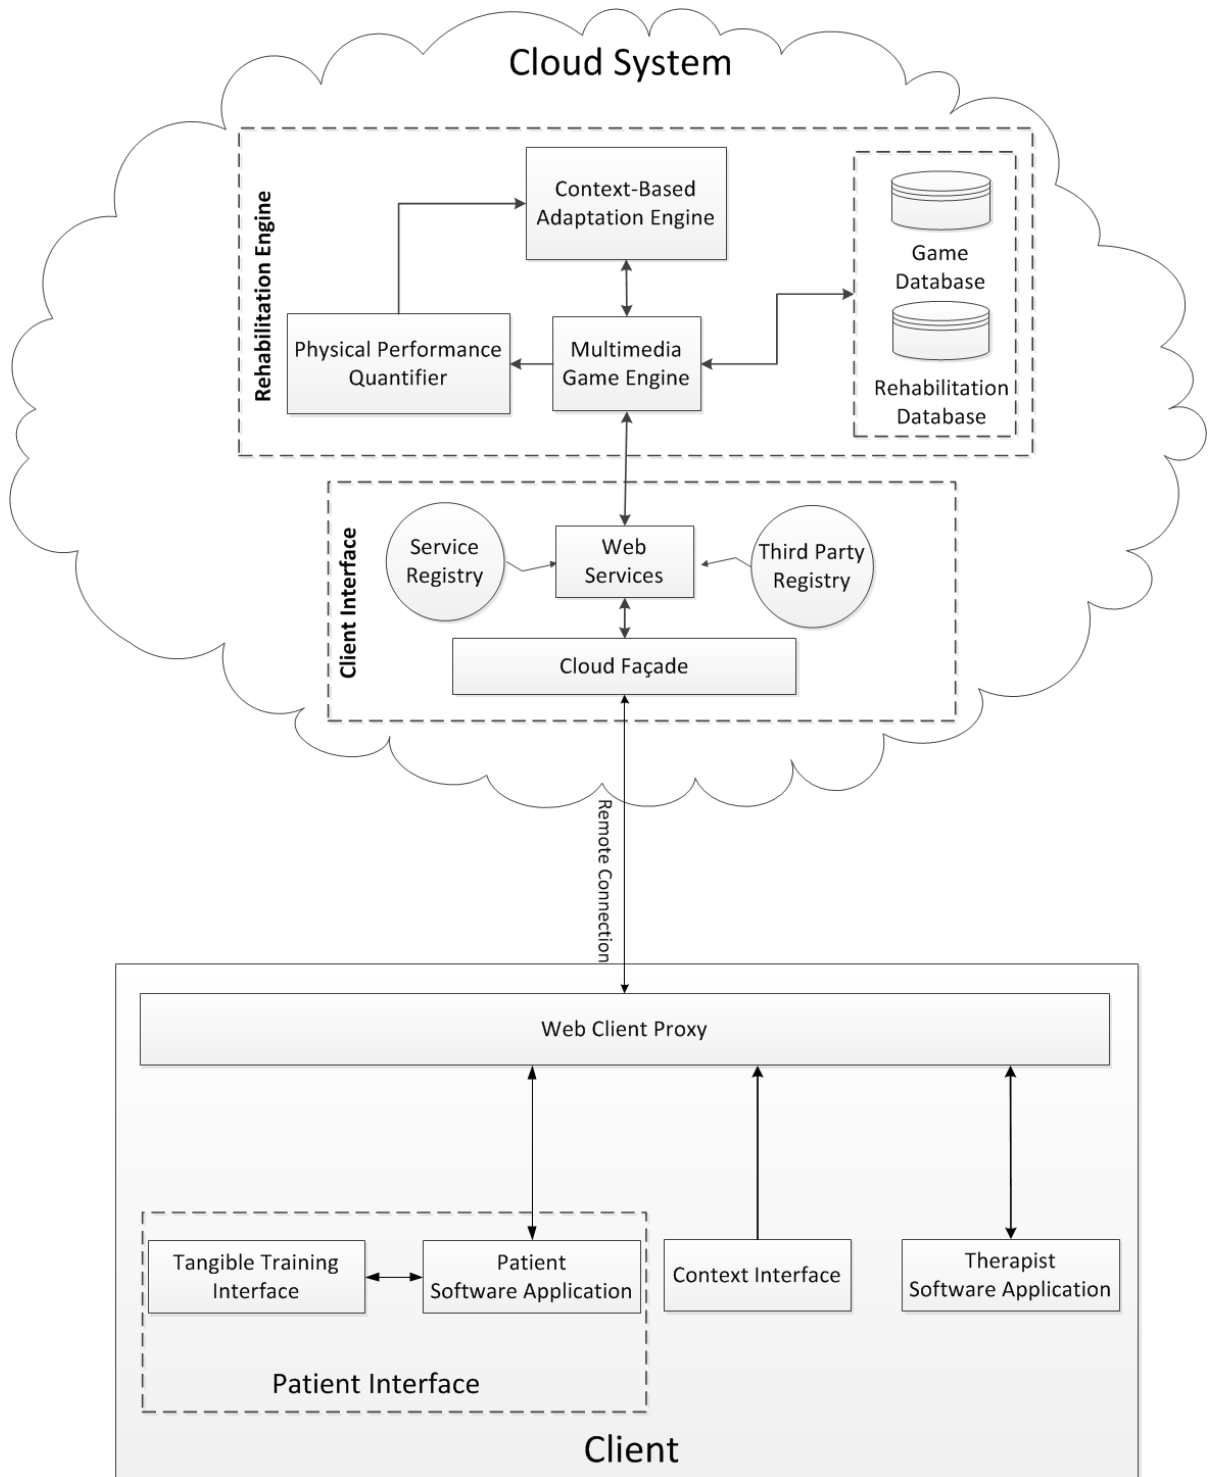 Cloud System
Rehabilitation Engine
Context-Based
Adaptation Engine
Game
Database
Physical Performance
Quantifier
Multimedia
Game Engine
Rehabilitation
Database
Client Interface
Service
Registry
Web
Services
Third Party
Registry
Cloud Façade
Remote Connection
Web Client Proxy
Tangible Training
Interface
Patient
Software Application
Context Interface
Therapist
Software Application
Patient Interface
Client